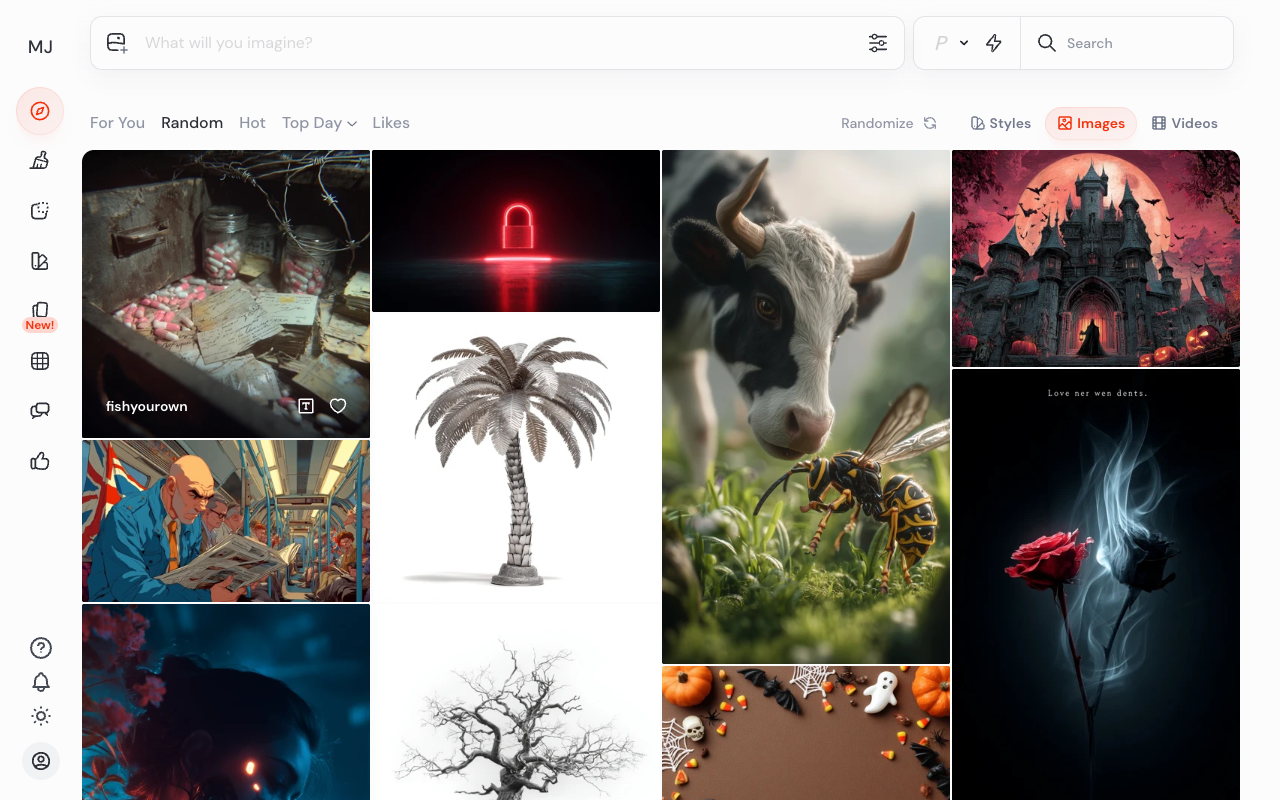 MJ
What will you imagine?
P
Search
For You
Random
Hot
Top Day
Likes
Randomize
Styles
Images
Videos
New!
fishyourown
T
Love ner wen dents.